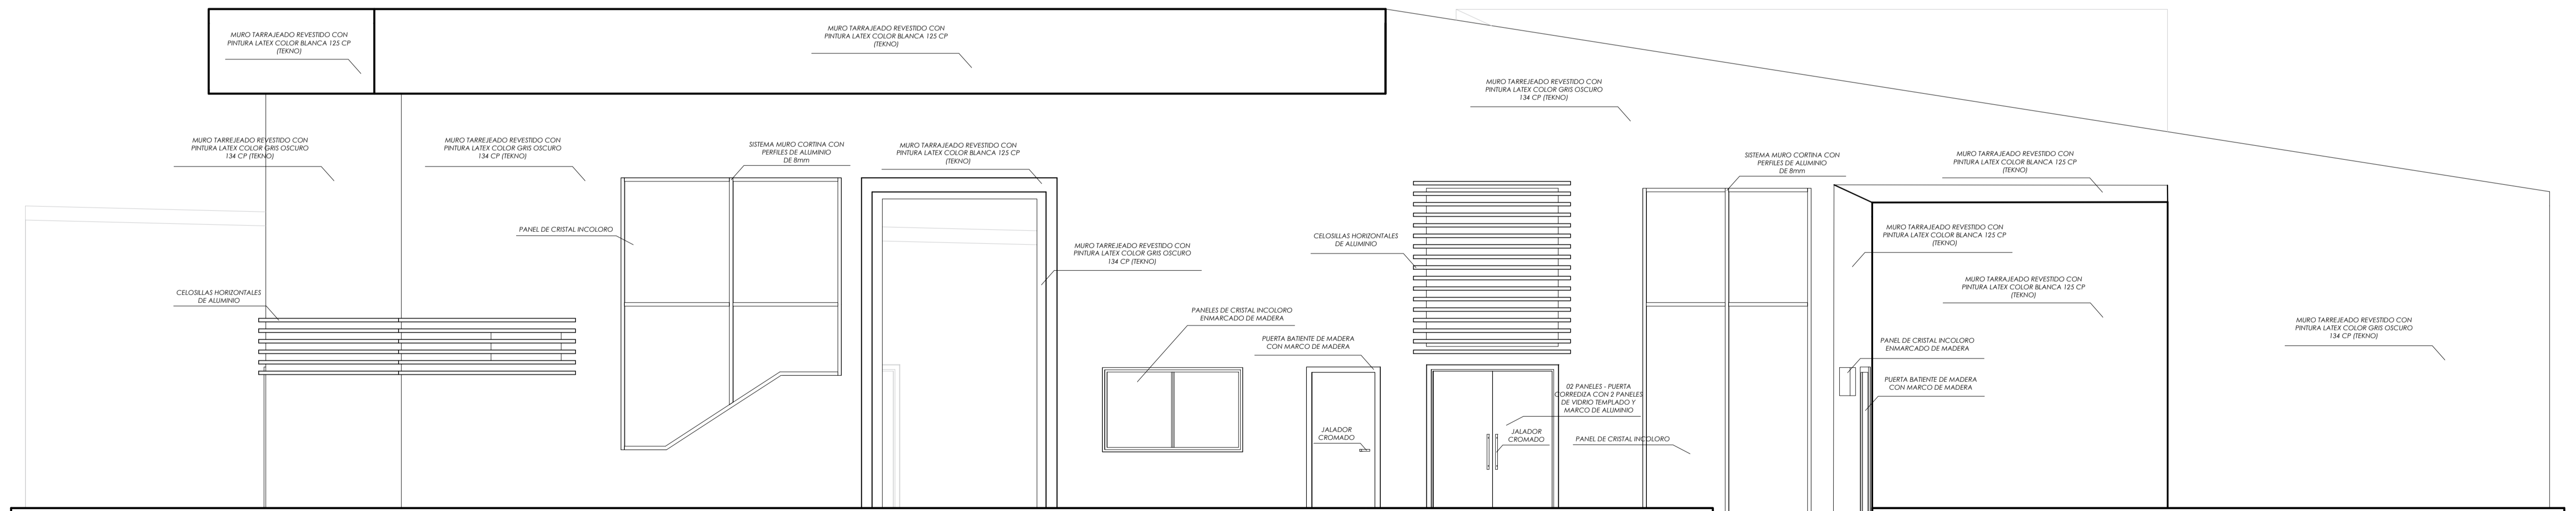 MURO TARRAJEADO REVESTIDO CON
PINTURA LATEX COLOR BLANCA 125 CP
(TEKNO)
MURO TARRAJEADO REVESTIDO CON
PINTURA LATEX COLOR BLANCA 125 CP
(TEKNO)
MURO TARREJEADO REVESTIDO CON
PINTURA LATEX COLOR GRIS OSCURO
134 CP (TEKNO)
MURO TARREJEADO REVESTIDO CON
PINTURA LATEX COLOR GRIS OSCURO
134 CP (TEKNO)
MURO TARREJEADO REVESTIDO CON
PINTURA LATEX COLOR GRIS OSCURO
134 CP (TEKNO)
SISTEMA MURO CORTINA CON
PERFILES DE ALUMINIO
DE 8mm
MURO TARRAJEADO REVESTIDO CON
PINTURA LATEX COLOR BLANCA 125 CP
(TEKNO)
SISTEMA MURO CORTINA CON
PERFILES DE ALUMINIO
DE 8mm
MURO TARRAJEADO REVESTIDO CON
PINTURA LATEX COLOR BLANCA 125 CP
(TEKNO)
PANEL DE CRISTAL INCOLORO
MURO TARREJEADO REVESTIDO CON
PINTURA LATEX COLOR GRIS OSCURO
134 CP (TEKNO)
CELOSILLAS HORIZONTALES
DE ALUMINIO
MURO TARRAJEADO REVESTIDO CON
PINTURA LATEX COLOR BLANCA 125 CP
(TEKNO)
MURO TARRAJEADO REVESTIDO CON
PINTURA LATEX COLOR BLANCA 125 CP
(TEKNO)
CELOSILLAS HORIZONTALES
DE ALUMINIO
PANELES DE CRISTAL INCOLORO
ENMARCADO DE MADERA
MURO TARREJEADO REVESTIDO CON
PINTURA LATEX COLOR GRIS OSCURO
134 CP (TEKNO)
PUERTA BATIENTE DE MADERA
CON MARCO DE MADERA
PANEL DE CRISTAL INCOLORO
ENMARCADO DE MADERA
02 PANELES - PUERTA
CORREDIZA CON 2 PANELES
DE VIDRIO TEMPLADO Y
MARCO DE ALUMINIO
PUERTA BATIENTE DE MADERA
CON MARCO DE MADERA
JALADOR
CROMADO
JALADOR
CROMADO
PANEL DE CRISTAL INCOLORO